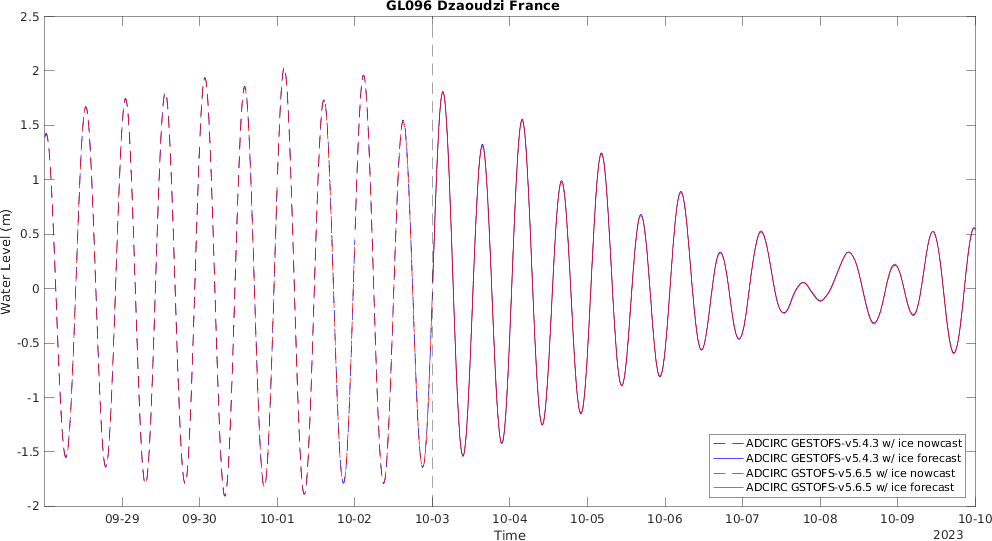 GL096 Dzaoudzi France
2.5
2
1.5
1
0.5
0
-0.5
-1
-1.5
-2
Water Level (m)
ADCIRC GESTOFS-v5.4.3 w/ ice nowcast
ADCIRC GESTOFS-v5.4.3 w/ ice forecast
ADCIRC GSTOFS-v5.6.5 w/ ice nowcast
ADCIRC GSTOFS-v5.6.5 w/ ice forecast
09-29 09-30 10-01 10-02 10-03 10-04 10-05 10-06 10-07 10-08 10-09 10-10
Time
2023